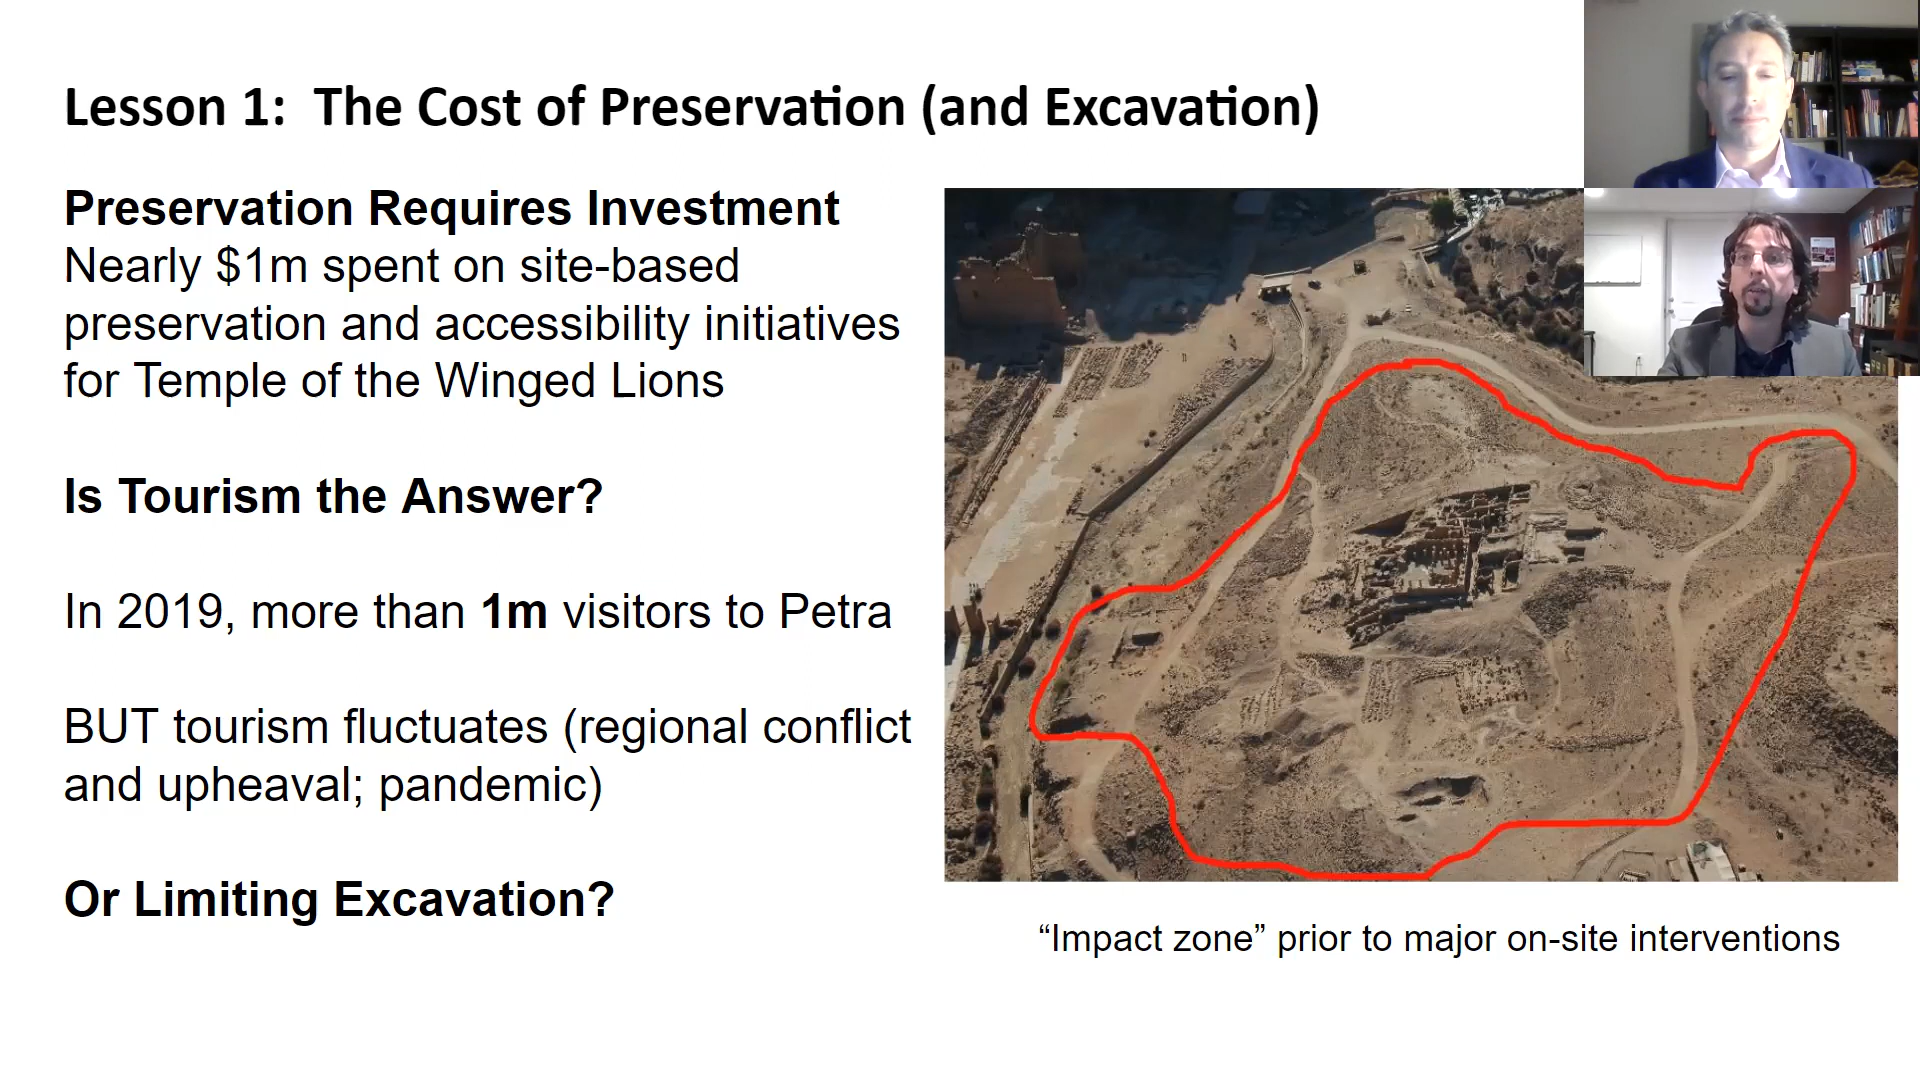 Lesson 1:  The Cost of Preservation (and Excavation)
Preservation Requires Investment
Nearly $1m spent on site-based
preservation and accessibility initiatives
for Temple of the Winged Lions
Is Tourism the Answer?
In 2019, more than 1m visitors to Petra
BUT tourism fluctuates (regional conflict
and upheaval; pandemic)
Or Limiting Excavation?
“Impact zone” prior to major on-site interventions